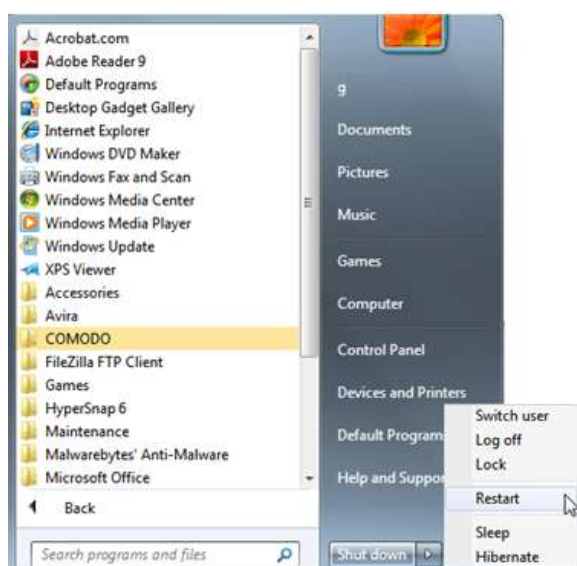 Acrobat.com
Adobe Reader 9
Default Programs
Desktop Gadget Gallery
Internet Explorer
Windows DVD Maker
Windows Fax and Scan
Windows Media Center
Windows Media Player
Windows Update
XPS Viewer
Accessories
Avira
COMODO
FileZilla FTP Client
Games
HyperSnap 6
Maintenance
Malwarebytes' Anti-Malware
Microsoft Office
Back
Search programs and files
g
Documents
Pictures
Music
Games
Computer
Control Panel
Devices and Printers
Default Program
Help and Suppor
Shut down
Switch user
Log off
Lock
Restart
Sleep
Hibernate